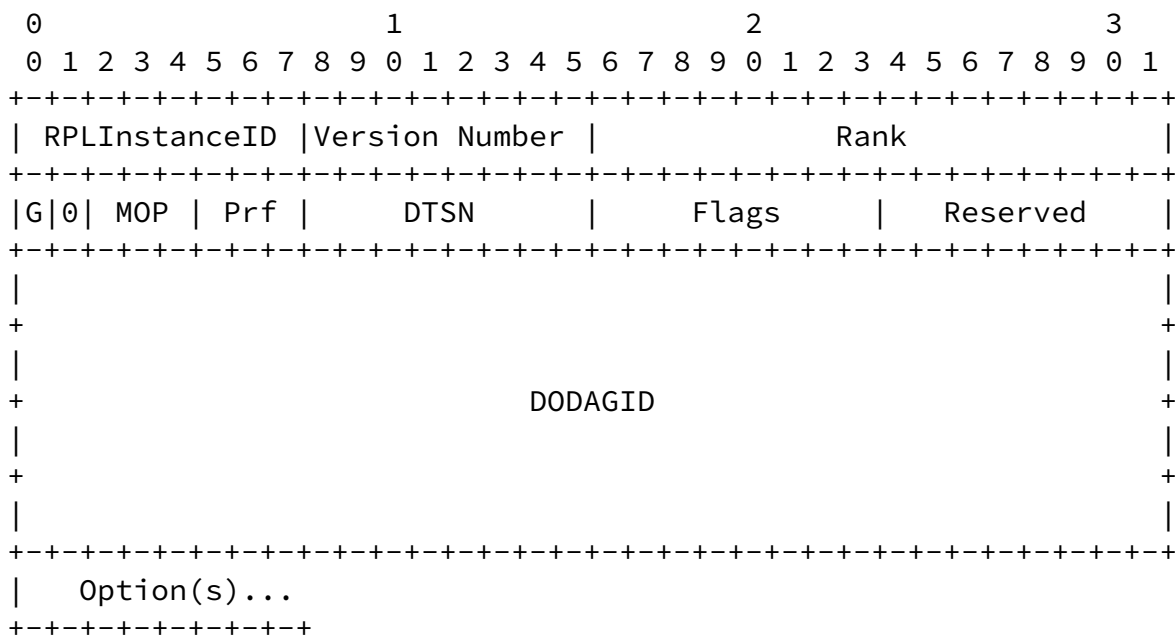 0                   1                   2                   3
 0 1 2 3 4 5 6 7 8 9 0 1 2 3 4 5 6 7 8 9 0 1 2 3 4 5 6 7 8 9 0 1
+-+-+-+-+-+-+-+-+-+-+-+-+-+-+-+-+-+-+-+-+-+-+-+-+-+-+-+-+-+-+-+-+
| RPLInstanceID |Version Number |             Rank              |
+-+-+-+-+-+-+-+-+-+-+-+-+-+-+-+-+-+-+-+-+-+-+-+-+-+-+-+-+-+-+-+-+
|G|0| MOP | Prf |     DTSN      |     Flags     |   Reserved    |
+-+-+-+-+-+-+-+-+-+-+-+-+-+-+-+-+-+-+-+-+-+-+-+-+-+-+-+-+-+-+-+-+
|                                                               |
+                                                               +
|                                                               |
+                            DODAGID                            +
|                                                               |
+                                                               +
|                                                               |
+-+-+-+-+-+-+-+-+-+-+-+-+-+-+-+-+-+-+-+-+-+-+-+-+-+-+-+-+-+-+-+-+
|   Option(s)...
+-+-+-+-+-+-+-+-+